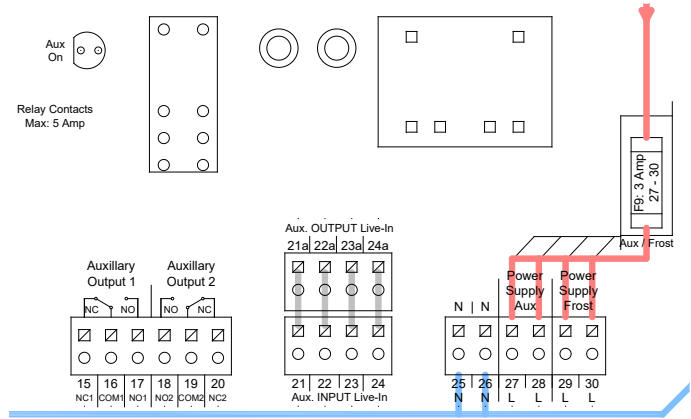 Aux
On
Relay Contacts
Max: 5 Amp
F9: 3 Amp
27 - 30
Aux / Frost
Aux. OUTPUT Live-In
21a 22a 23a 24a
Auxillary
Output 1
Auxillary
Output 2
NC NO NO NC
N | N
Power
Supply
Aux
Power
Supply
Frost
15 16 17 18 19 20
NC1 COM1 NO1 NO2 COM2 NC2
21 22 23 24
Aux. INPUT Live-In
25 26 27 28 29 30
N N L L L L